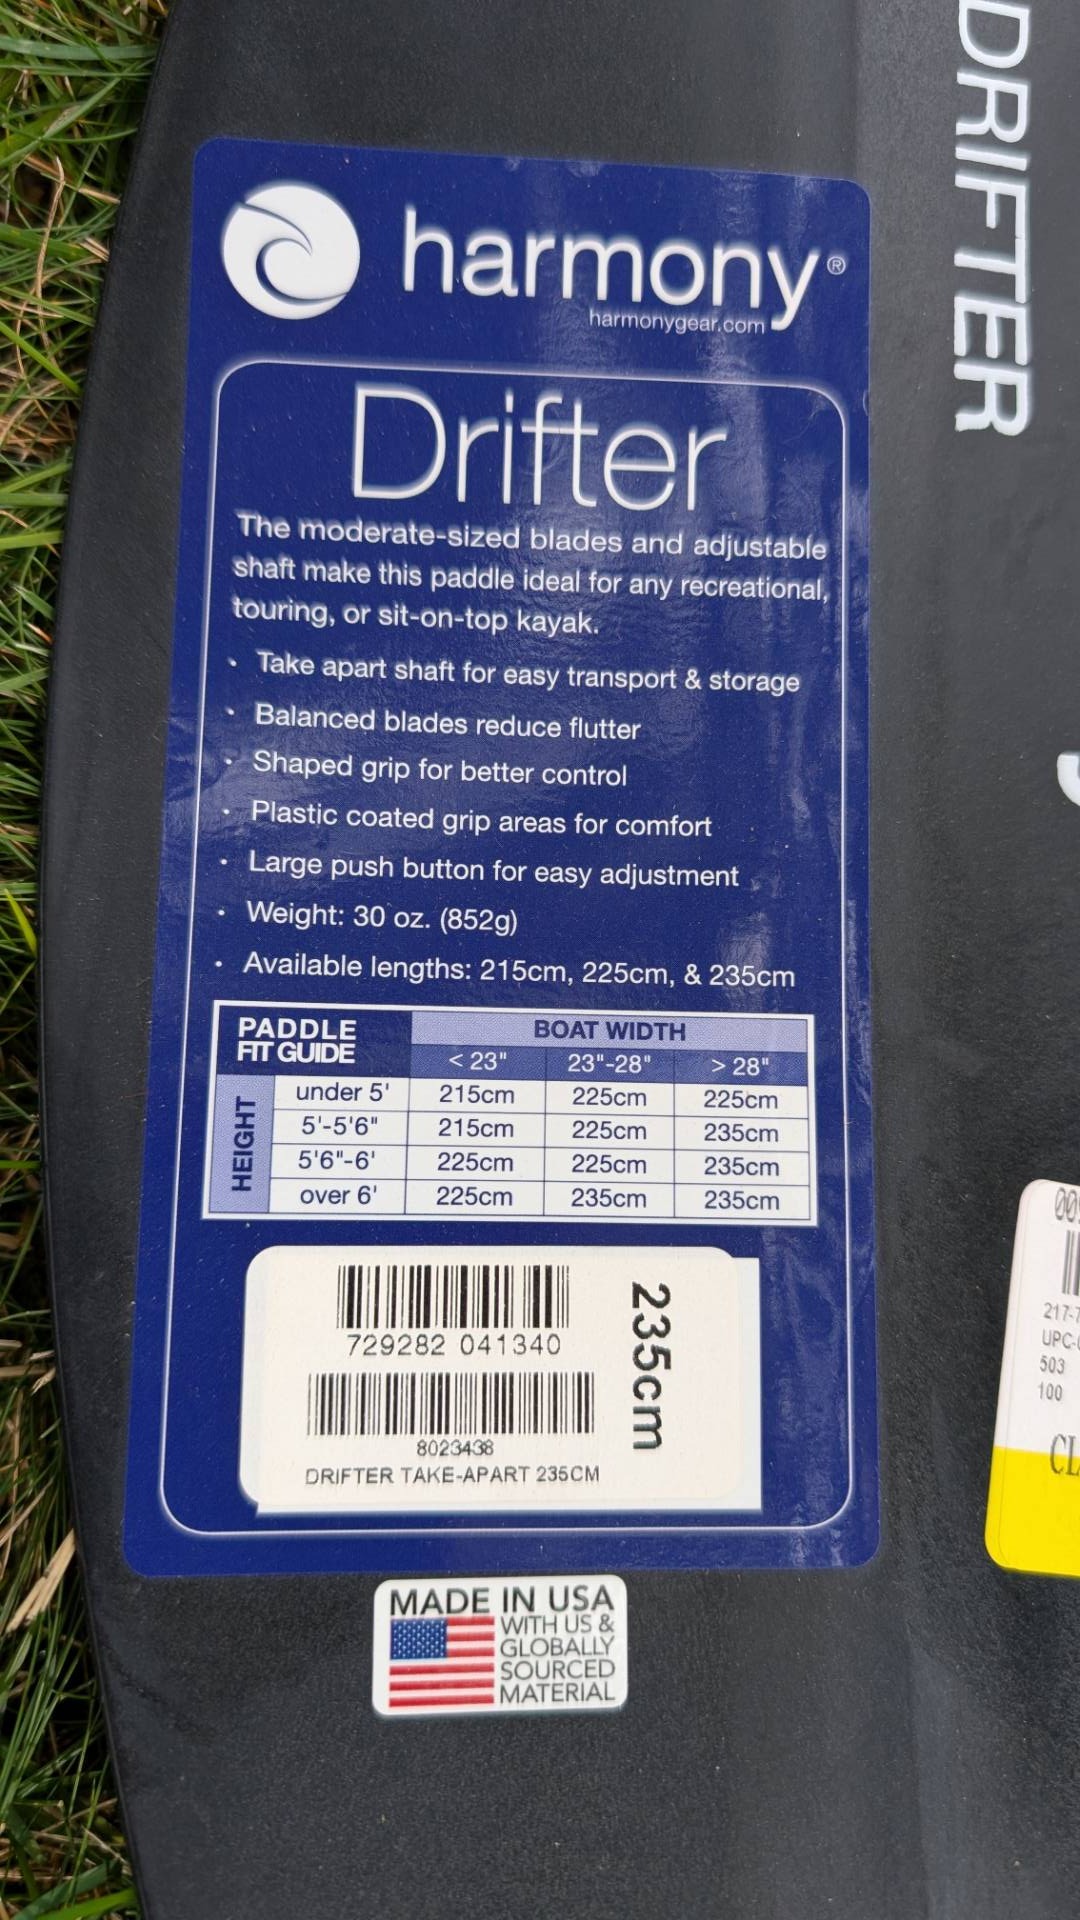 DRIFTER
harmony®
harmonygear.com
Drifter
The moderate-sized blades and adjustable
shaft make this paddle ideal for any recreational,
touring, or sit-on-top kayak.
• Take apart shaft for easy transport & storage
• Balanced blades reduce flutter
• Shaped grip for better control
• Plastic coated grip areas for comfort
• Large push button for easy adjustment
• Weight: 30 oz. (852g)
• Available lengths: 215cm, 225cm, & 235cm
PADDLE FIT GUIDE
BOAT WIDTH
< 23" 23"-28" > 28"
HEIGHT
under 5' 215cm 225cm 225cm
5'-5'6" 215cm 225cm 235cm
5'6"-6' 225cm 225cm 235cm
over 6' 225cm 235cm 235cm
729282 041340
235cm
8023438
DRIFTER TAKE-APART 235CM
MADE IN USA
WITH US &
GLOBALLY
SOURCED
MATERIAL
217-
UPC-
503
100